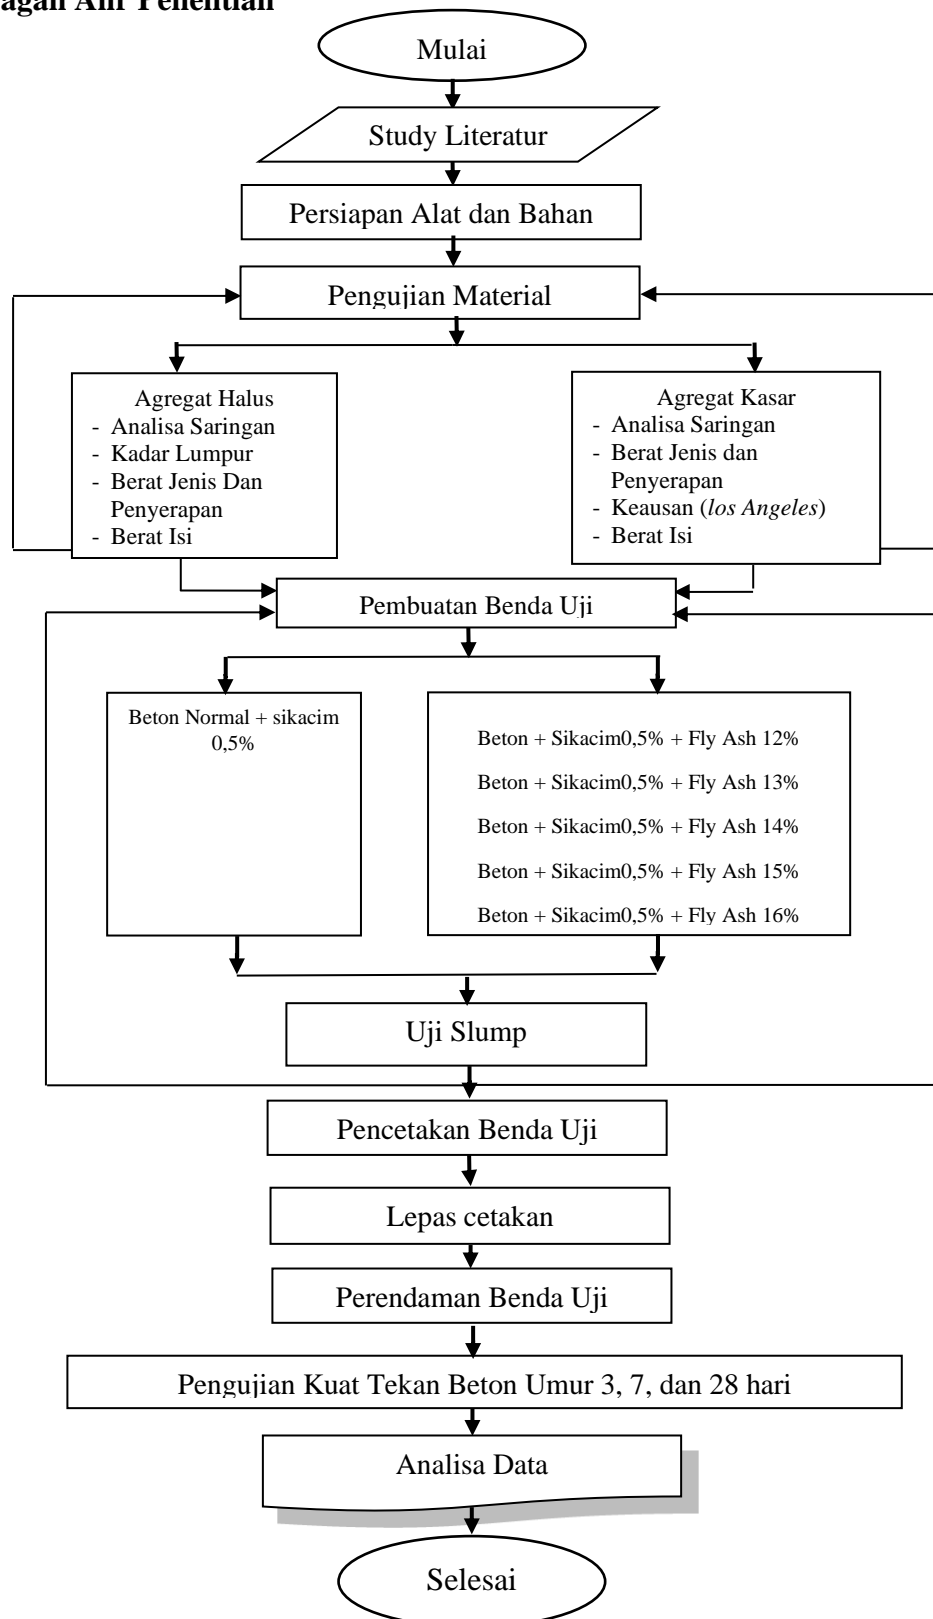 Mulai
Study Literatur
Persiapan Alat dan Bahan
Pengujian Material
Agregat Halus
- Analisa Saringan
- Kadar Lumpur
- Berat Jenis Dan
Penyerapan
- Berat Isi
Agregat Kasar
- Analisa Saringan
- Berat Jenis dan
Penyerapan
- Keausan (los Angeles)
- Berat Isi
Pembuatan Benda Uji
Beton Normal + sikacim
0,5%
Beton + Sikacim0,5% + Fly Ash 12%
Beton + Sikacim0,5% + Fly Ash 13%
Beton + Sikacim0,5% + Fly Ash 14%
Beton + Sikacim0,5% + Fly Ash 15%
Beton + Sikacim0,5% + Fly Ash 16%
Uji Slump
Pencetakan Benda Uji
Lepas cetakan
Perendaman Benda Uji
Pengujian Kuat Tekan Beton Umur 3, 7, dan 28 hari
Analisa Data
Selesai